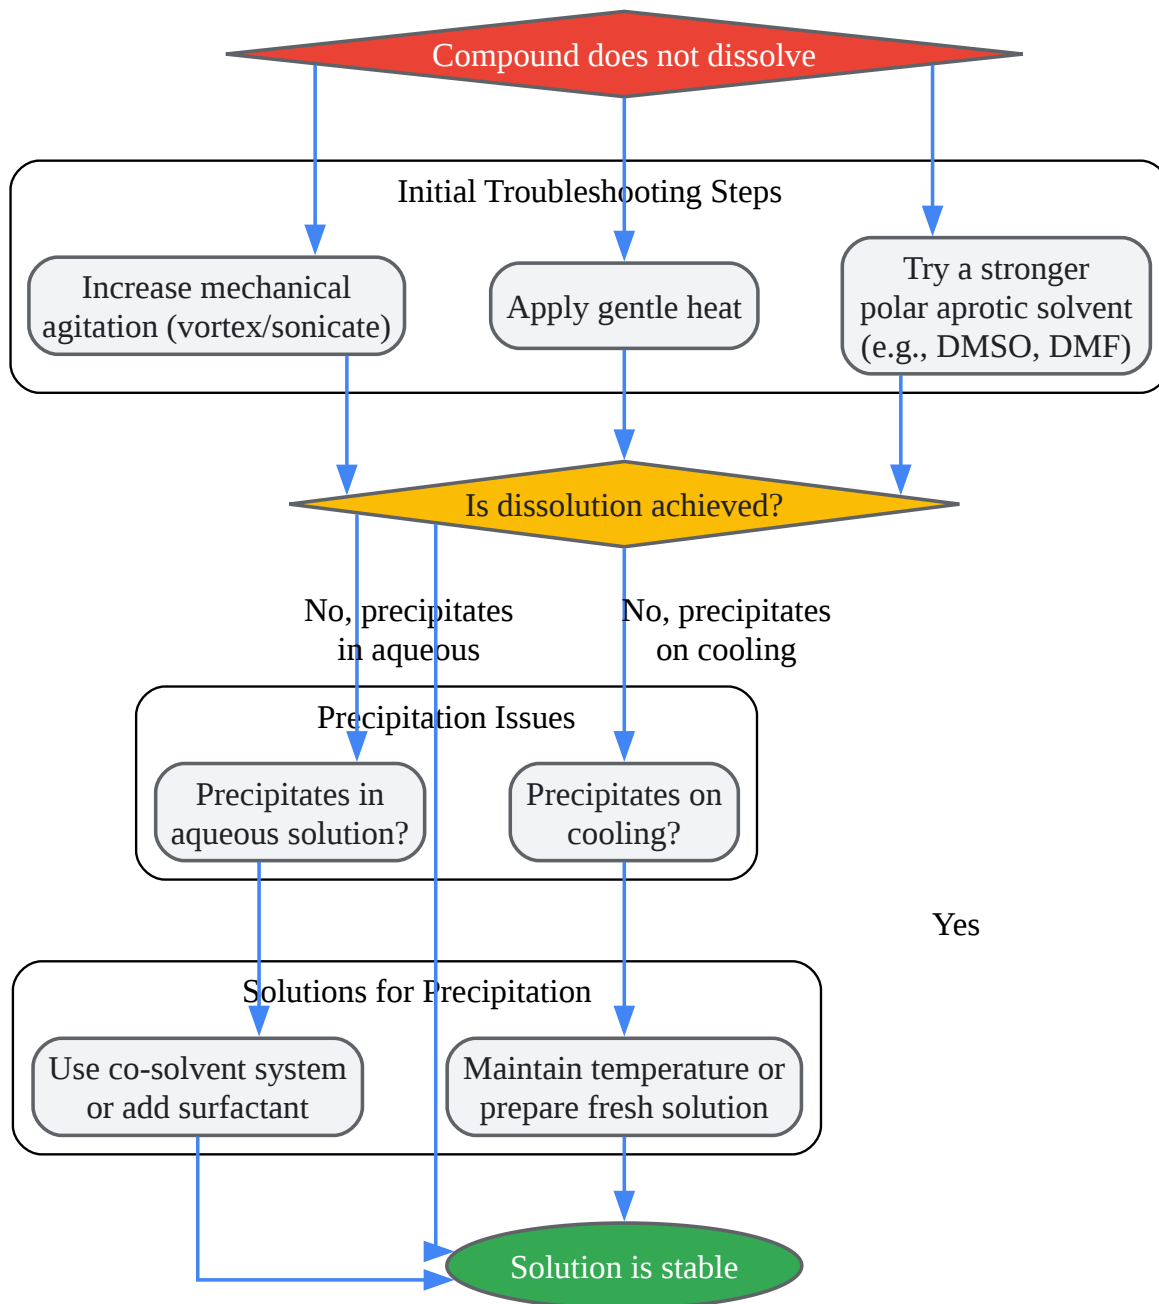 Compound does not dissolve
Initial Troubleshooting Steps
Increase mechanical
agitation (vortex/sonicate)
Apply gentle heat
Try a stronger
polar aprotic solvent
(e.g., DMSO, DMF)
Is dissolution achieved?
No, precipitates
in aqueous
No, precipitates
on cooling
Precipitation Issues
Precipitates in
aqueous solution?
Precipitates on
cooling?
Yes
Solutions for Precipitation
Use co-solvent system
or add surfactant
Maintain temperature or
prepare fresh solution
Solution is stable